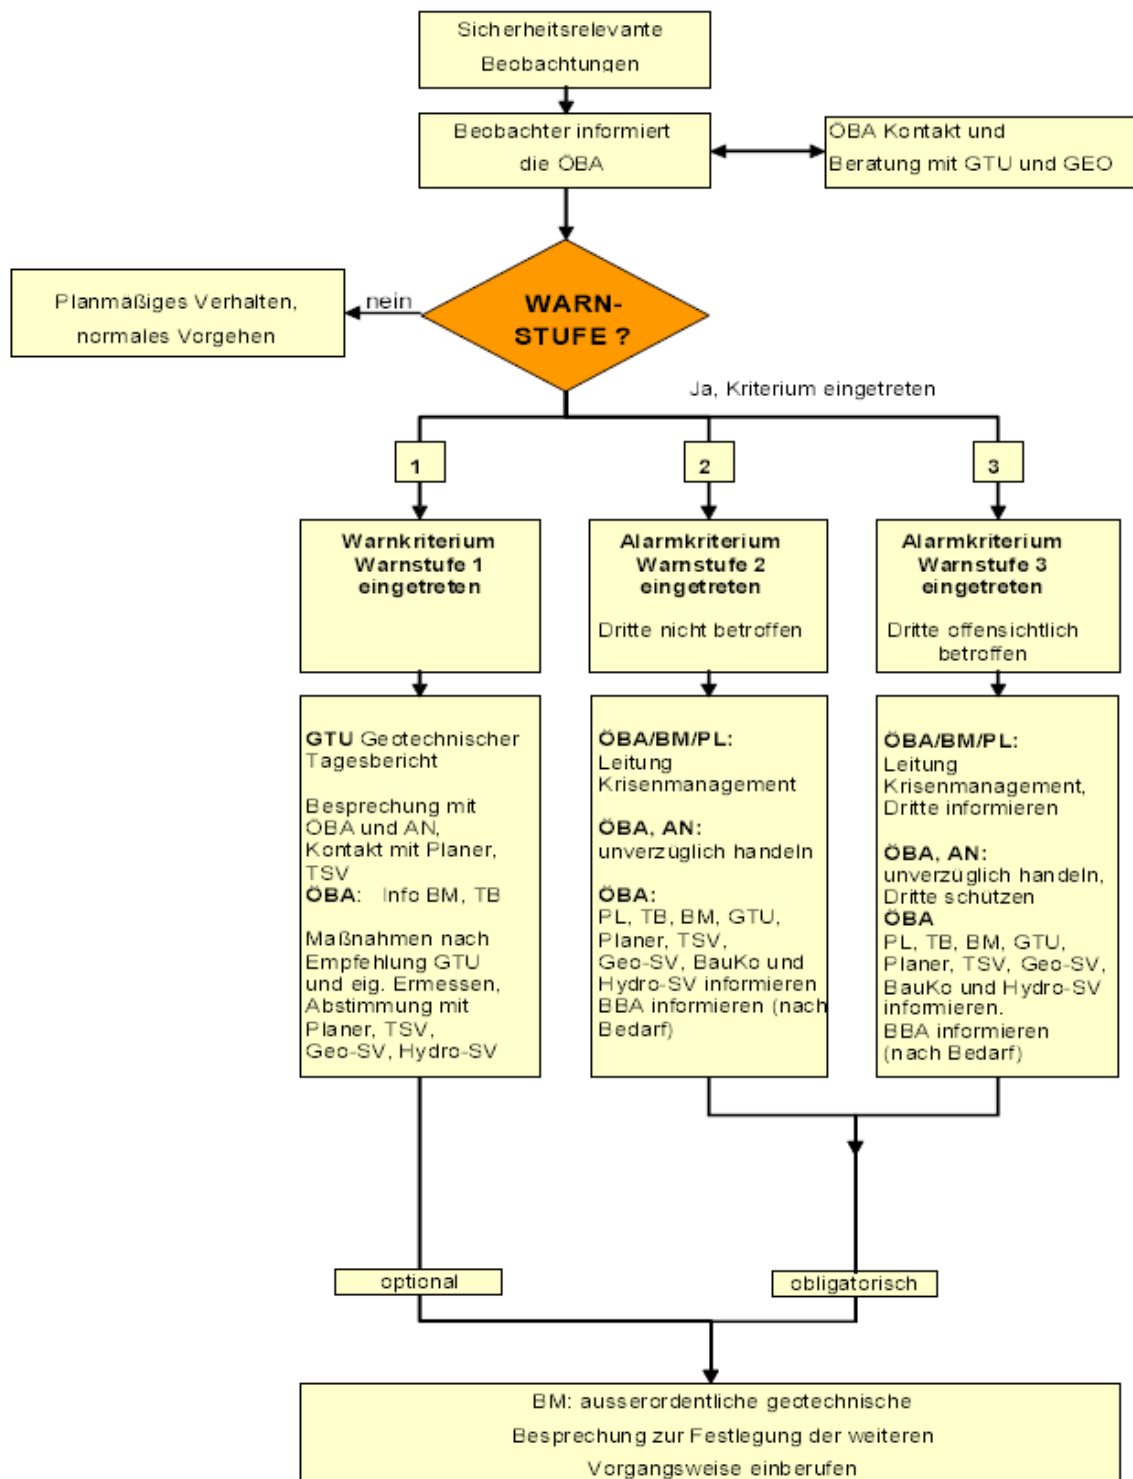 Sicherheitsrelevante
Beobachtungen
Beobachter informiert
die ÖBA
ÖBA Kontakt und
Beratung mit GTU und GEO
Planmäßiges Verhalten,
normales Vorgehen
nein
WARN-
STUFE ?
Ja, Kriterium eingetreten
1
2
3
Warnkriterium
Warnstufe 1
eingetreten
Alarmkriterium
Warnstufe 2
eingetreten
Dritte nicht betroffen
Alarmkriterium
Warnstufe 3
eingetreten
Dritte offensichtlich
betroffen
GTU Geotechnischer
Tagesbericht
Besprechung mit
ÖBA und AN,
Kontakt mit Planer,
TSV
ÖBA: Info BM, TB
Maßnahmen nach
Empfehlung GTU
und eig. Ermessen,
Abstimmung mit
Planer, TSV,
Geo-SV, Hydro-SV
ÖBA/BM/PL:
Leitung
Krisenmanagement
ÖBA, AN:
unverzüglich handeln
ÖBA:
PL, TB, BM, GTU,
Planer, TSV,
Geo-SV, BauKo und
Hydro-SV informieren
BBA informieren (nach
Bedarf)
ÖBA/BM/PL:
Leitung
Krisenmanagement,
Dritte informieren
ÖBA, AN:
unverzüglich handeln,
Dritte schützen
ÖBA
PL, TB, BM, GTU,
Planer, TSV, Geo-SV,
BauKo und Hydro-SV
informieren.
BBA informieren
(nach Bedarf)
optional
obligatorisch
BM: ausserordentliche geotechnische
Besprechung zur Festlegung der weiteren
Vorgangsweise einberufen